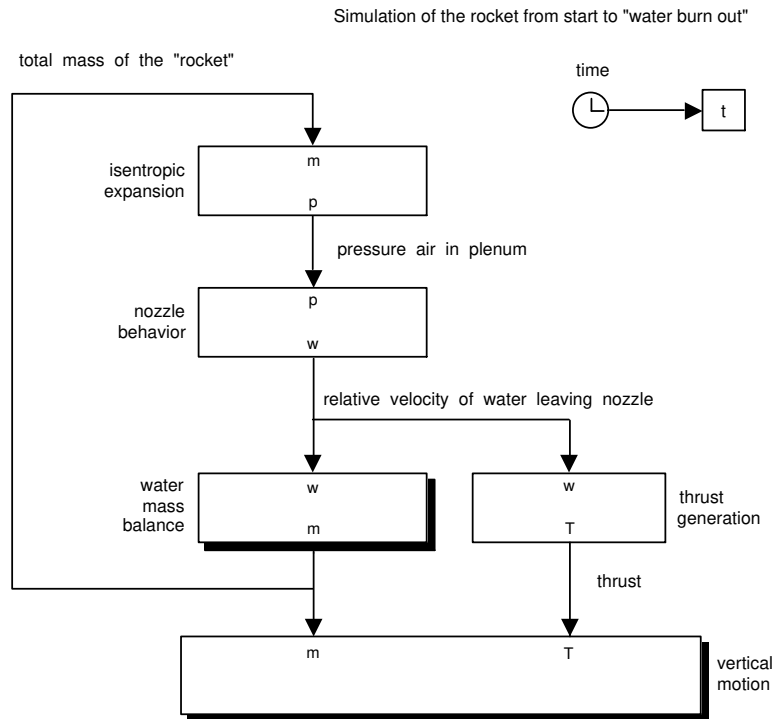 Simulation of the rocket from start to "water burn out"
total mass of the "rocket"
time
t
m
isentropic
expansion
p
pressure air in plenum
p
nozzle
behavior
w
relative velocity of water leaving nozzle
water
mass
balance
w
m
w
T
thrust
generation
thrust
m
T
vertical
motion